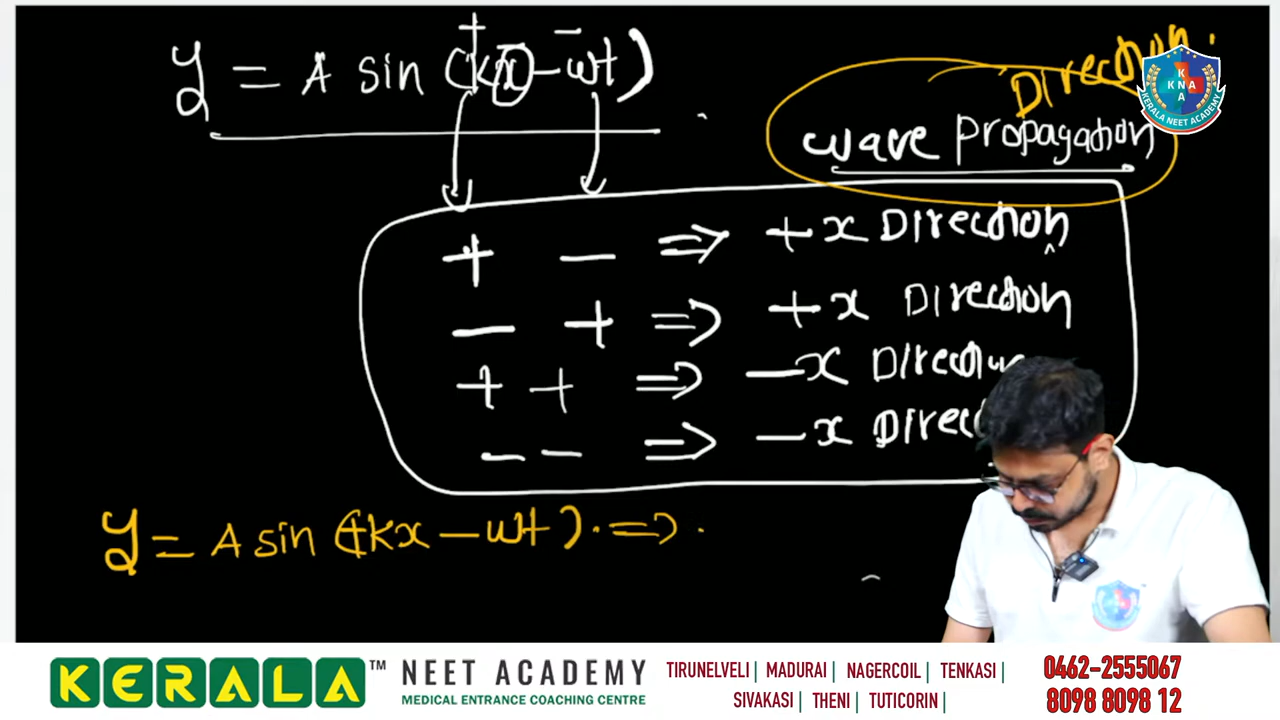 y = A sin (kx - ωt)
+ -
Direction.
wave propagation
+ - ⇒ +x Direction
- + ⇒ +x Direction
+ + ⇒ -x Direction
- - ⇒ -x Direc
y = A sin (+kx - ωt). ⇒ .
KNA
KERALA NEET ACADEMY
KERALA™ NEET ACADEMY
MEDICAL ENTRANCE COACHING CENTRE
TIRUNELVELI | MADURAI | NAGERCOIL | TENKASI |
SIVAKASI | THENI | TUTICORIN |
0462-2555067
8098 8098 12